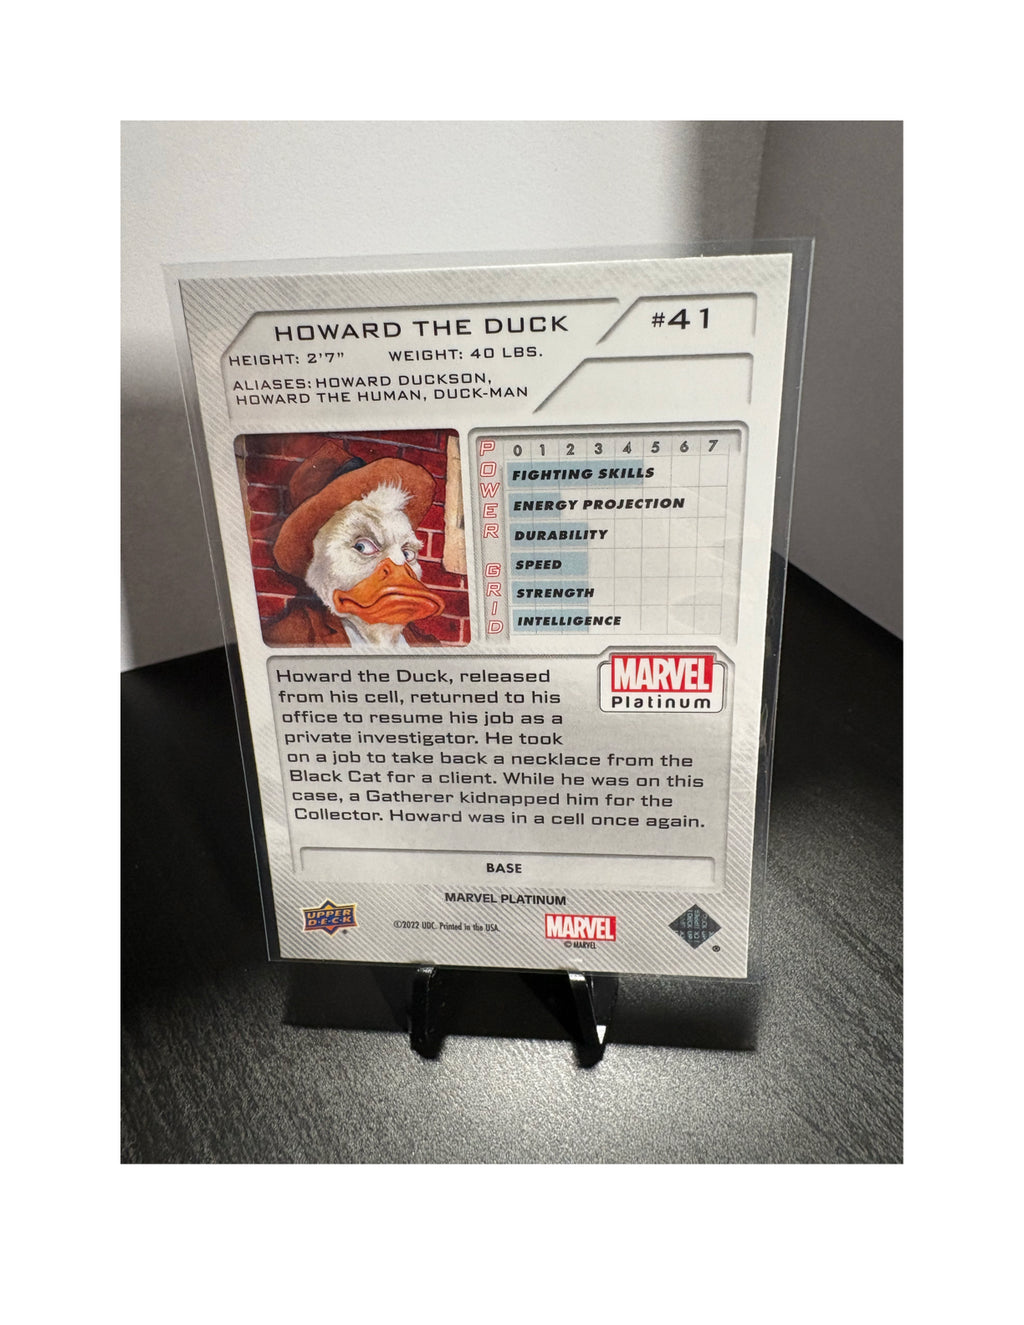 HOWARD THE DUCK
#41
HEIGHT: 2'7" WEIGHT: 40 LBS.
ALIASES: HOWARD DUCKSON,
HOWARD THE HUMAN, DUCK-MAN
POWER GRID
0 1 2 3 4 5 6 7
FIGHTING SKILLS
ENERGY PROJECTION
DURABILITY
SPEED
STRENGTH
INTELLIGENCE
MARVEL
Platinum
Howard the Duck, released
from his cell, returned to his
office to resume his job as a
private investigator. He took
on a job to take back a necklace from the
Black Cat for a client. While he was on this
case, a Gatherer kidnapped him for the
Collector. Howard was in a cell once again.
BASE
MARVEL PLATINUM
UPPER
D·E·C·K
®
©2022 UDC. Printed in the USA.
MARVEL
© MARVEL
®